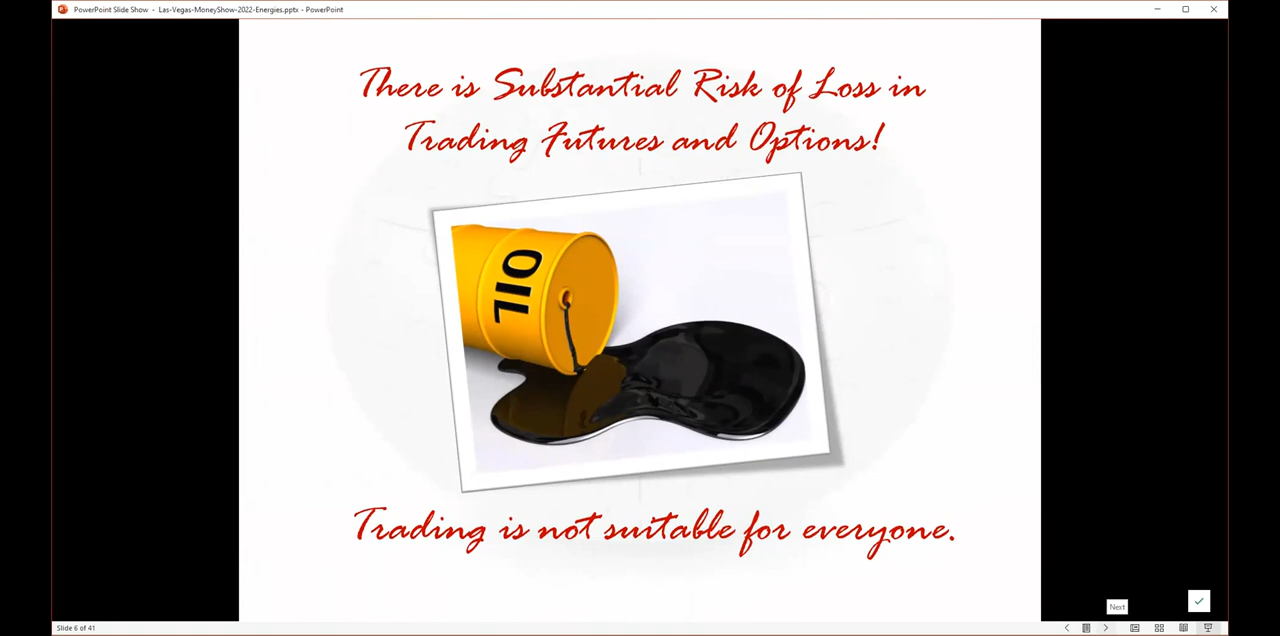 PowerPoint Slide Show - Las-Vegas-MoneyShow-2022-Energies.pptx - PowerPoint
There is Substantial Risk of Loss in
Trading Futures and Options!
OIL
Trading is not suitable for everyone.
Next
Slide 6 of 41